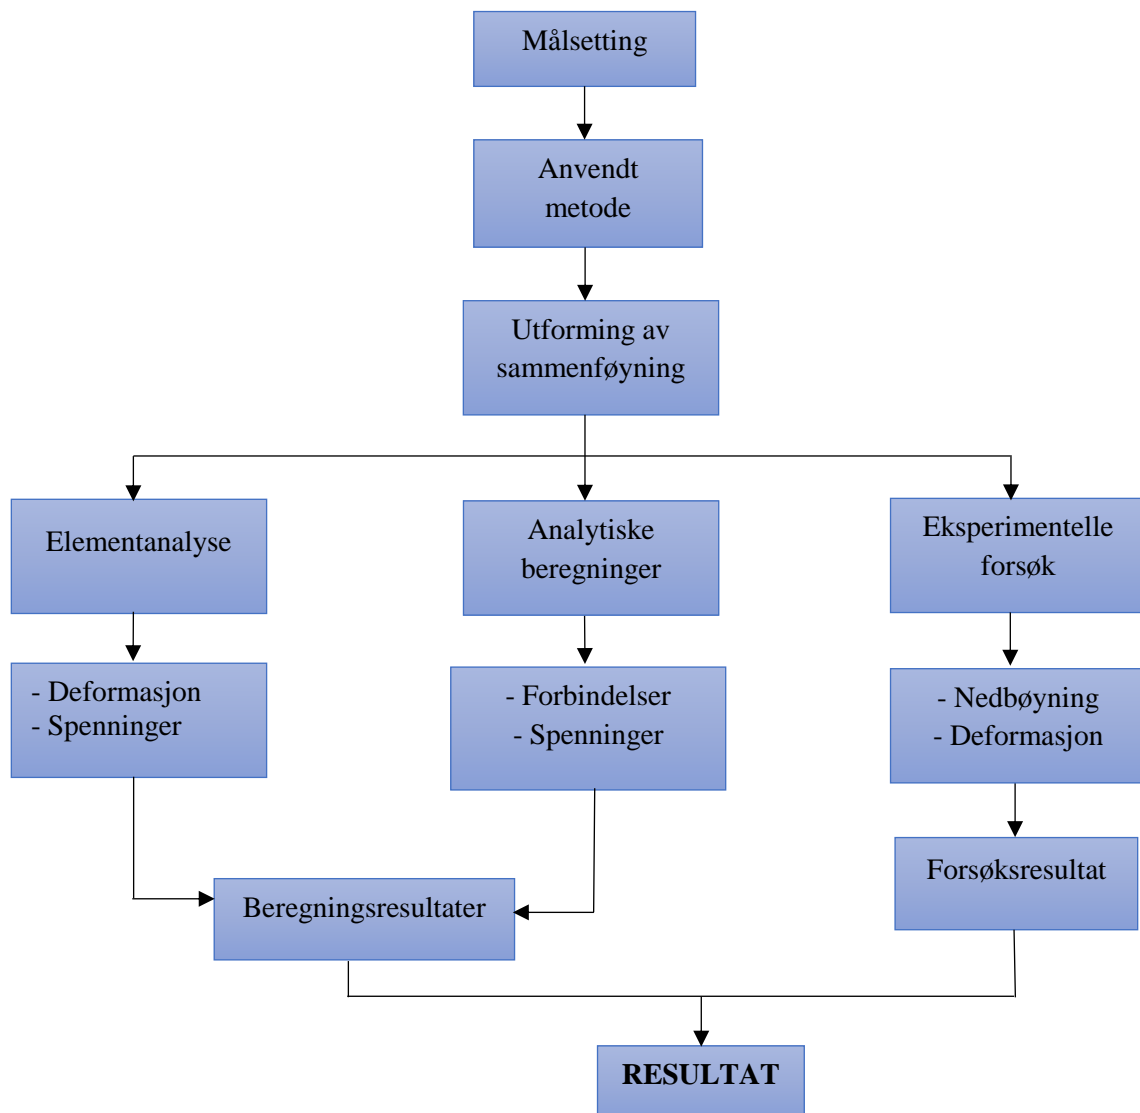 Målsetting
Anvendt
metode
Utforming av
sammenføyning
Elementanalyse
Analytiske
beregninger
Eksperimentelle
forsøk
- Deformasjon
- Spenninger
- Forbindelser
- Spenninger
- Nedbøyning
- Deformasjon
Beregningsresultater
Forsøksresultat
RESULTAT